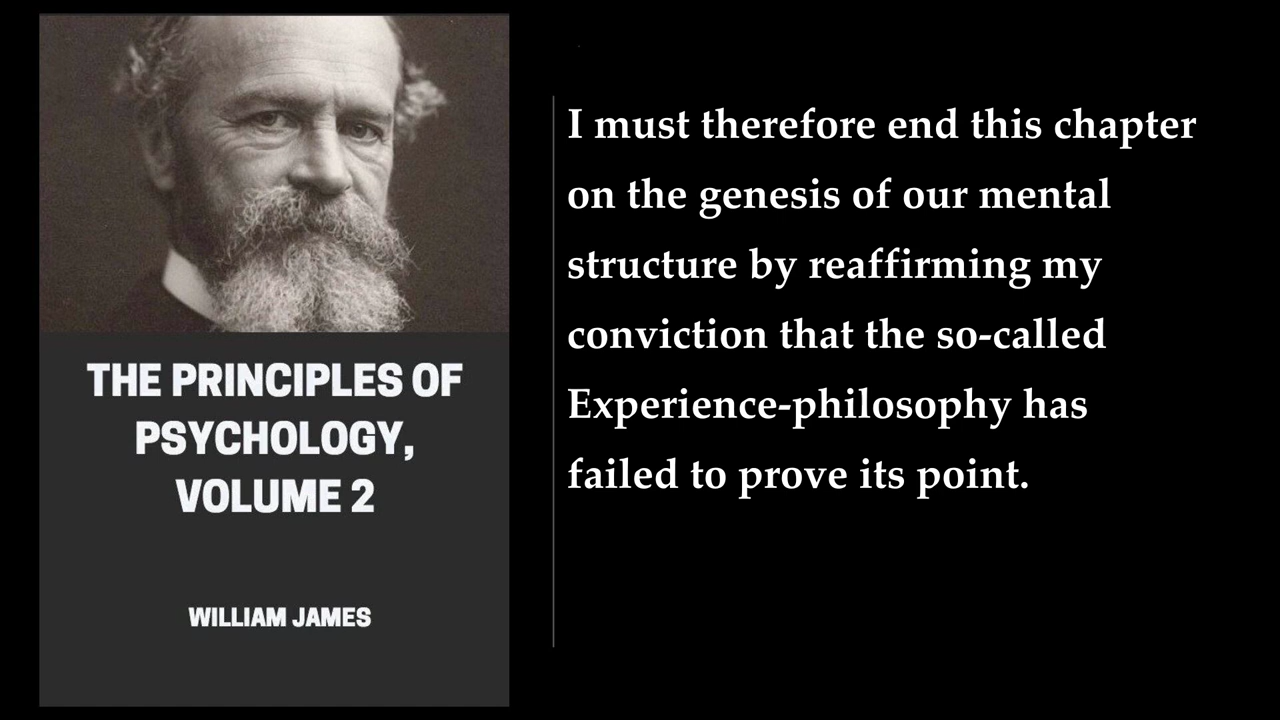 THE PRINCIPLES OF
PSYCHOLOGY,
VOLUME 2
WILLIAM JAMES
I must therefore end this chapter
on the genesis of our mental
structure by reaffirming my
conviction that the so-called
Experience-philosophy has
failed to prove its point.